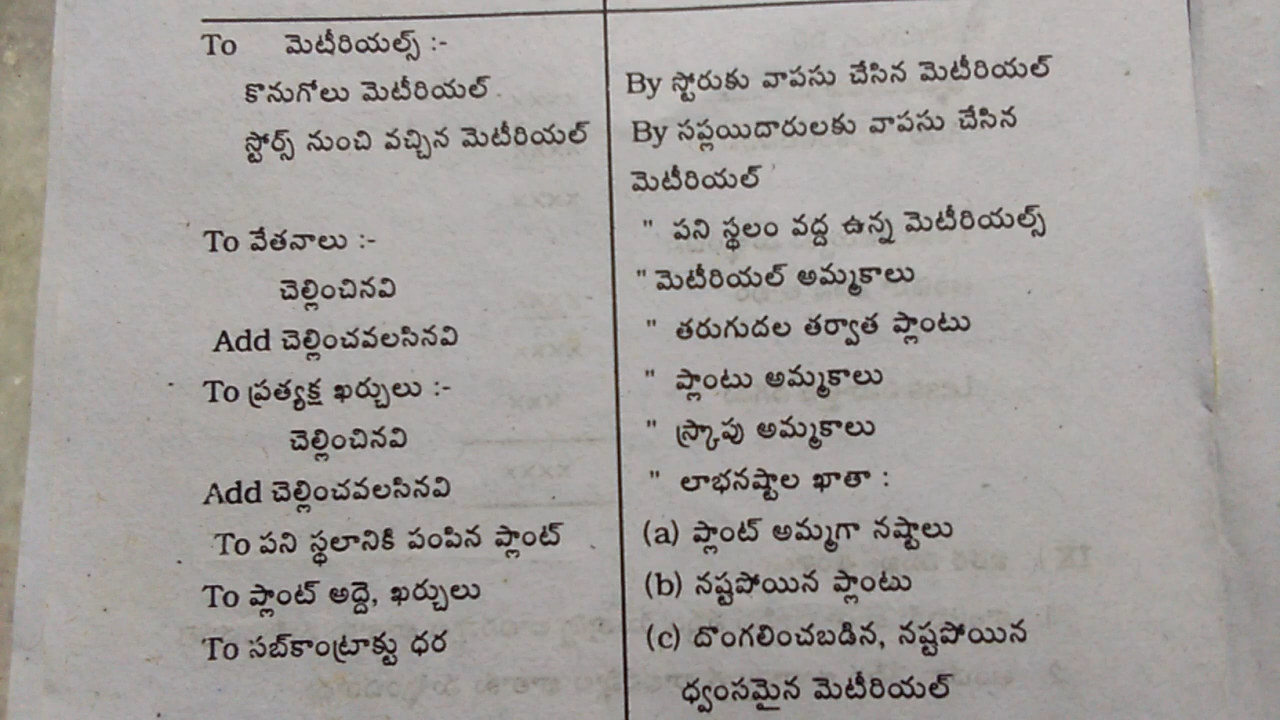 To మెటీరియల్స్ :-
కొనుగోలు మెటీరియల్
స్టోర్స్ నుంచి వచ్చిన మెటీరియల్
To వేతనాలు :-
చెల్లించినవి
Add చెల్లించవలసినవి
To ప్రత్యక్ష ఖర్చులు :-
చెల్లించినవి
Add చెల్లించవలసినవి
To పని స్థలానికి పంపిన ప్లాంట్
To ప్లాంట్ అద్దె, ఖర్చులు
To సబ్‌కాంట్రాక్టు ధర
By స్టోరుకు వాపసు చేసిన మెటీరియల్
By సప్లయిదారులకు వాపసు చేసిన
మెటీరియల్
" పని స్థలం వద్ద ఉన్న మెటీరియల్స్
" మెటీరియల్ అమ్మకాలు
" తరుగుదల తర్వాత ప్లాంటు
" ప్లాంటు అమ్మకాలు
" స్క్రాపు అమ్మకాలు
" లాభనష్టాల ఖాతా :
(a) ప్లాంట్ అమ్మగా నష్టాలు
(b) నష్టపోయిన ప్లాంటు
(c) దొంగలించబడిన, నష్టపోయిన
ధ్వంసమైన మెటీరియల్